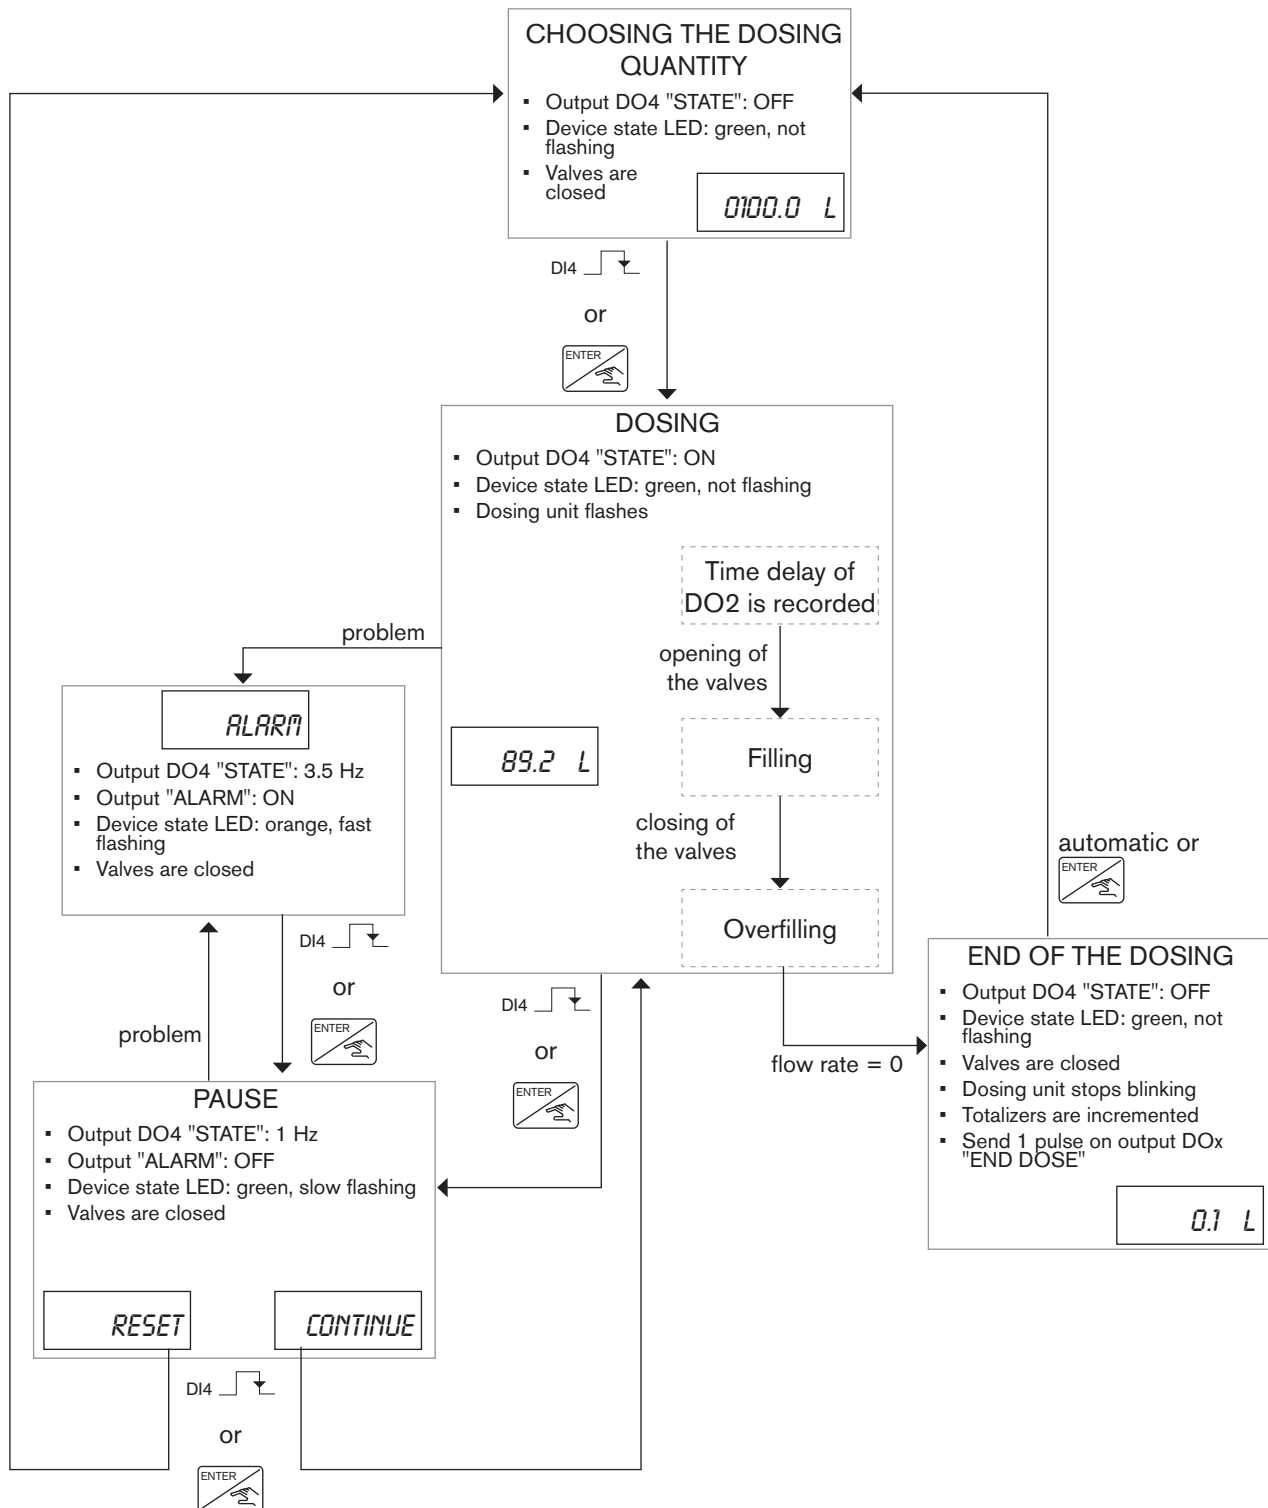 CHOOSING THE DOSING
QUANTITY
▪ Output DO4 "STATE": OFF
▪ Device state LED: green, not
flashing
▪ Valves are
closed
0100.0 L
DI4
or
ENTER
DOSING
▪ Output DO4 "STATE": ON
▪ Device state LED: green, not flashing
▪ Dosing unit flashes
Time delay of
DO2 is recorded
opening of
the valves
89.2 L
Filling
closing of
the valves
Overfilling
problem
ALARM
▪ Output DO4 "STATE": 3.5 Hz
▪ Output "ALARM": ON
▪ Device state LED: orange, fast
flashing
▪ Valves are closed
DI4
or
ENTER
problem
DI4
or
ENTER
flow rate = 0
automatic or
ENTER
END OF THE DOSING
▪ Output DO4 "STATE": OFF
▪ Device state LED: green, not
flashing
▪ Valves are closed
▪ Dosing unit stops blinking
▪ Totalizers are incremented
▪ Send 1 pulse on output DOx
"END DOSE"
0.1 L
PAUSE
▪ Output DO4 "STATE": 1 Hz
▪ Output "ALARM": OFF
▪ Device state LED: green, slow flashing
▪ Valves are closed
RESET
CONTINUE
DI4
or
ENTER